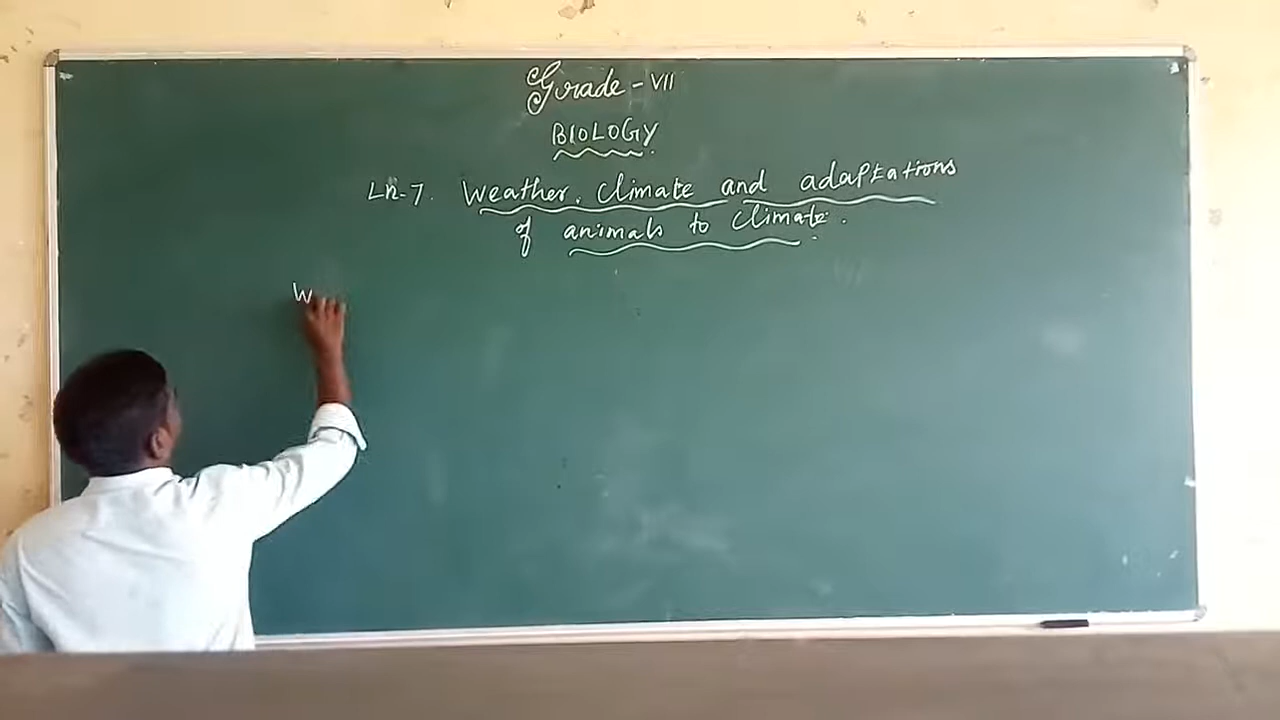 Grade - VII
BIOLOGY
Ln-7. Weather, Climate and adaptations
of animals to climate.
W